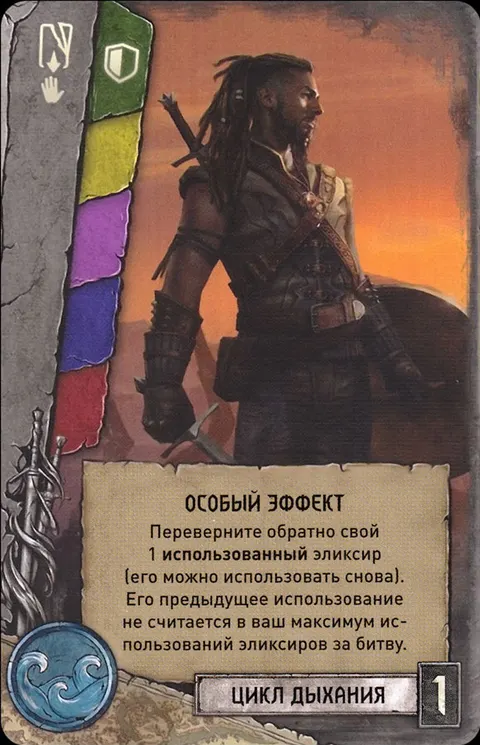 ОСОБЫЙ ЭФФЕКТ
Переверните обратно свой
1 использованный эликсир
(его можно использовать снова).
Его предыдущее использование
не считается в ваш максимум ис-
пользований эликсиров за битву.
ЦИКЛ ДЫХАНИЯ
1